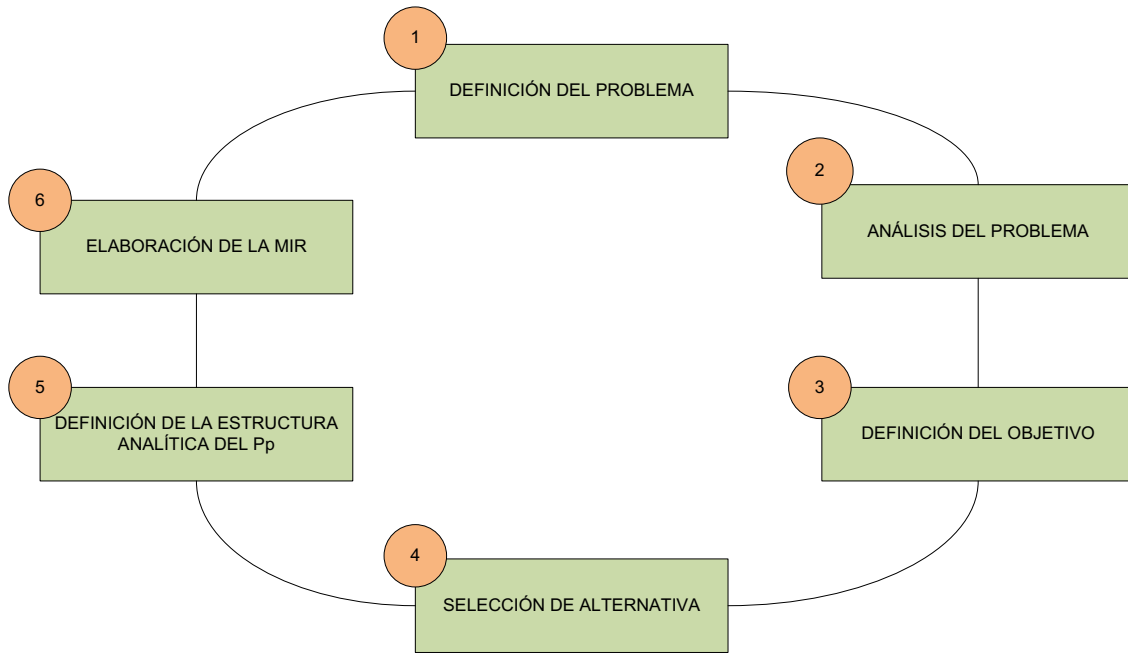 1
DEFINICIÓN DEL PROBLEMA
2
ANÁLISIS DEL PROBLEMA
3
DEFINICIÓN DEL OBJETIVO
4
SELECCIÓN DE ALTERNATIVA
5
DEFINICIÓN DE LA ESTRUCTURA
ANALÍTICA DEL Pp
6
ELABORACIÓN DE LA MIR